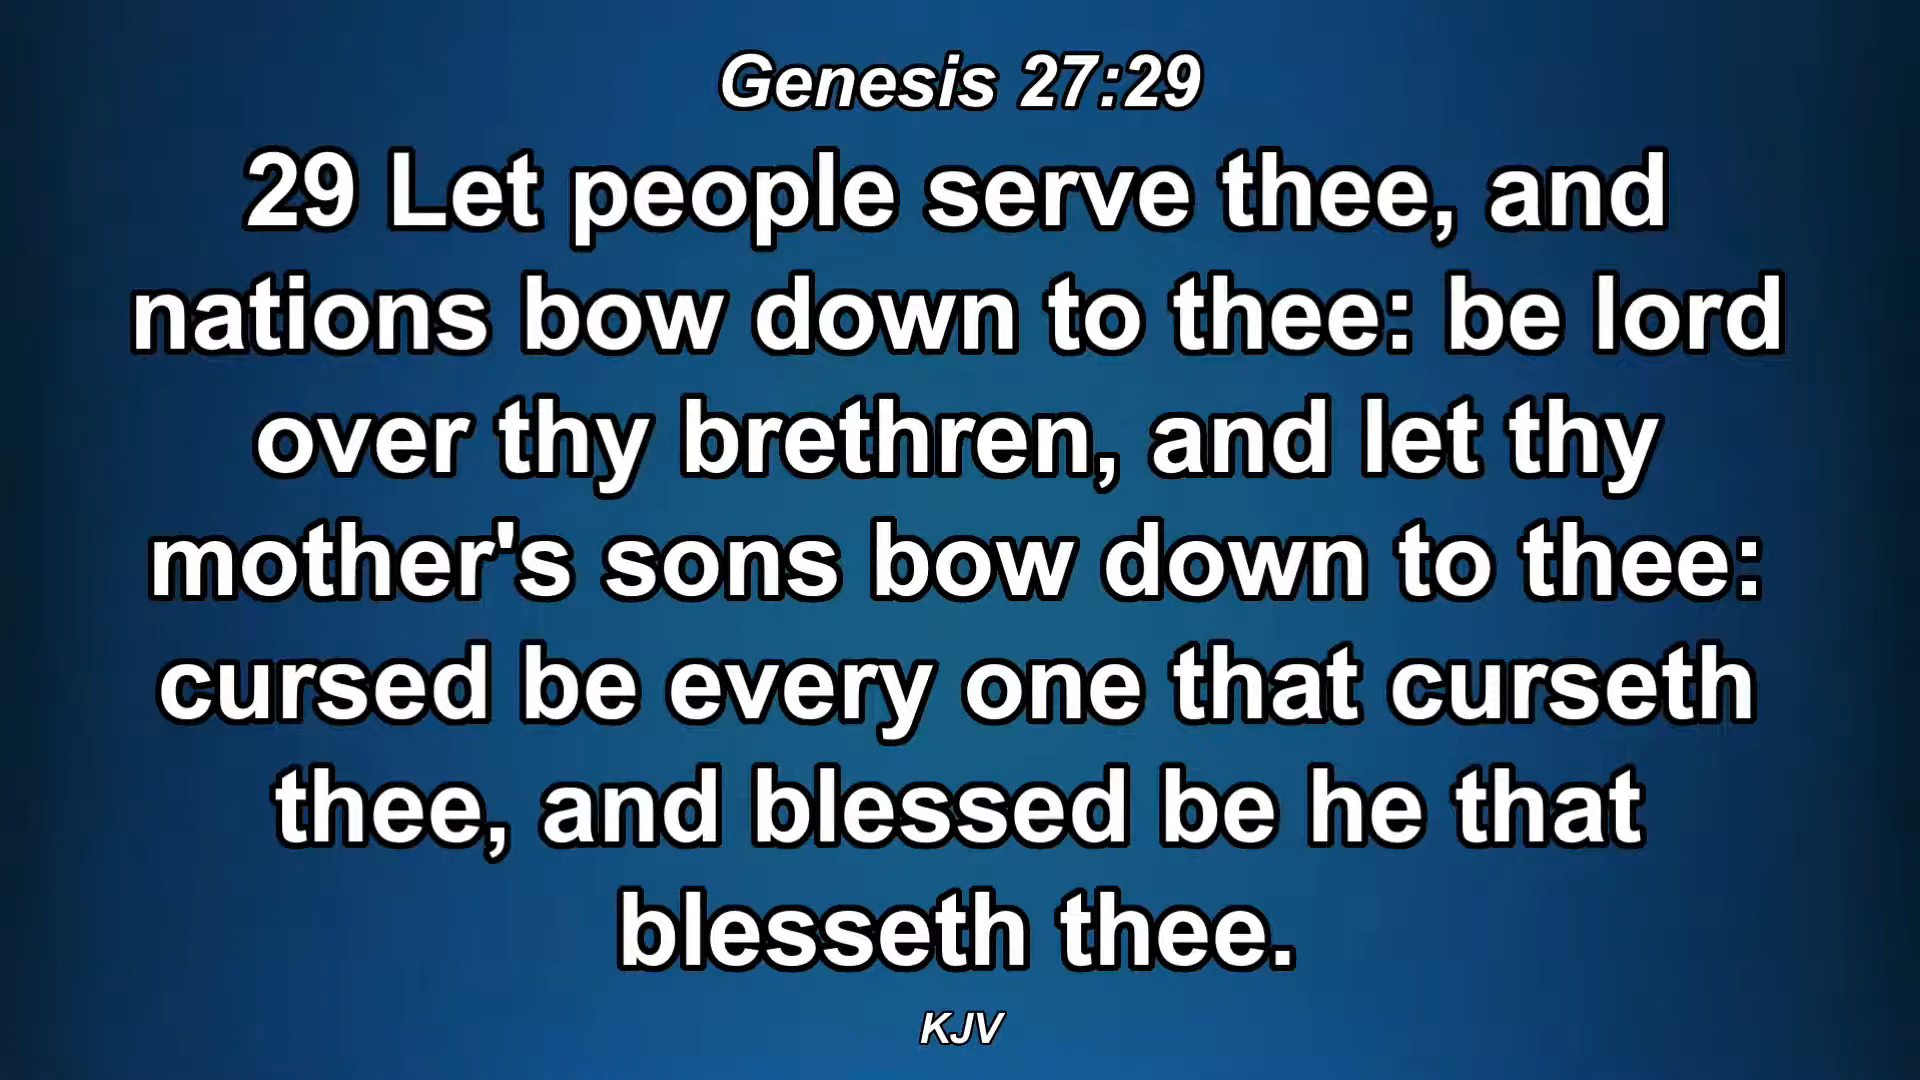 Genesis 27:29
29 Let people serve thee, and
nations bow down to thee: be lord
over thy brethren, and let thy
mother's sons bow down to thee:
cursed be every one that curseth
thee, and blessed be he that
blesseth thee.
KJV